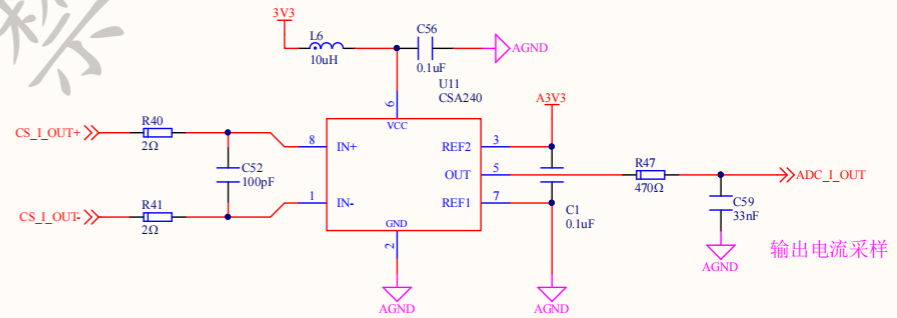 3V3
L6
10uH
C56
0.1uF
AGND
U11
CSA240
A3V3
CS_I_OUT+
R40
2Ω
C52
100pF
CS_I_OUT-
R41
2Ω
6
VCC
8
IN+
1
IN-
GND
2
REF2
3
OUT
5
REF1
7
AGND
C1
0.1uF
AGND
R47
470Ω
ADC_I_OUT
C59
33nF
AGND
输出电流采样